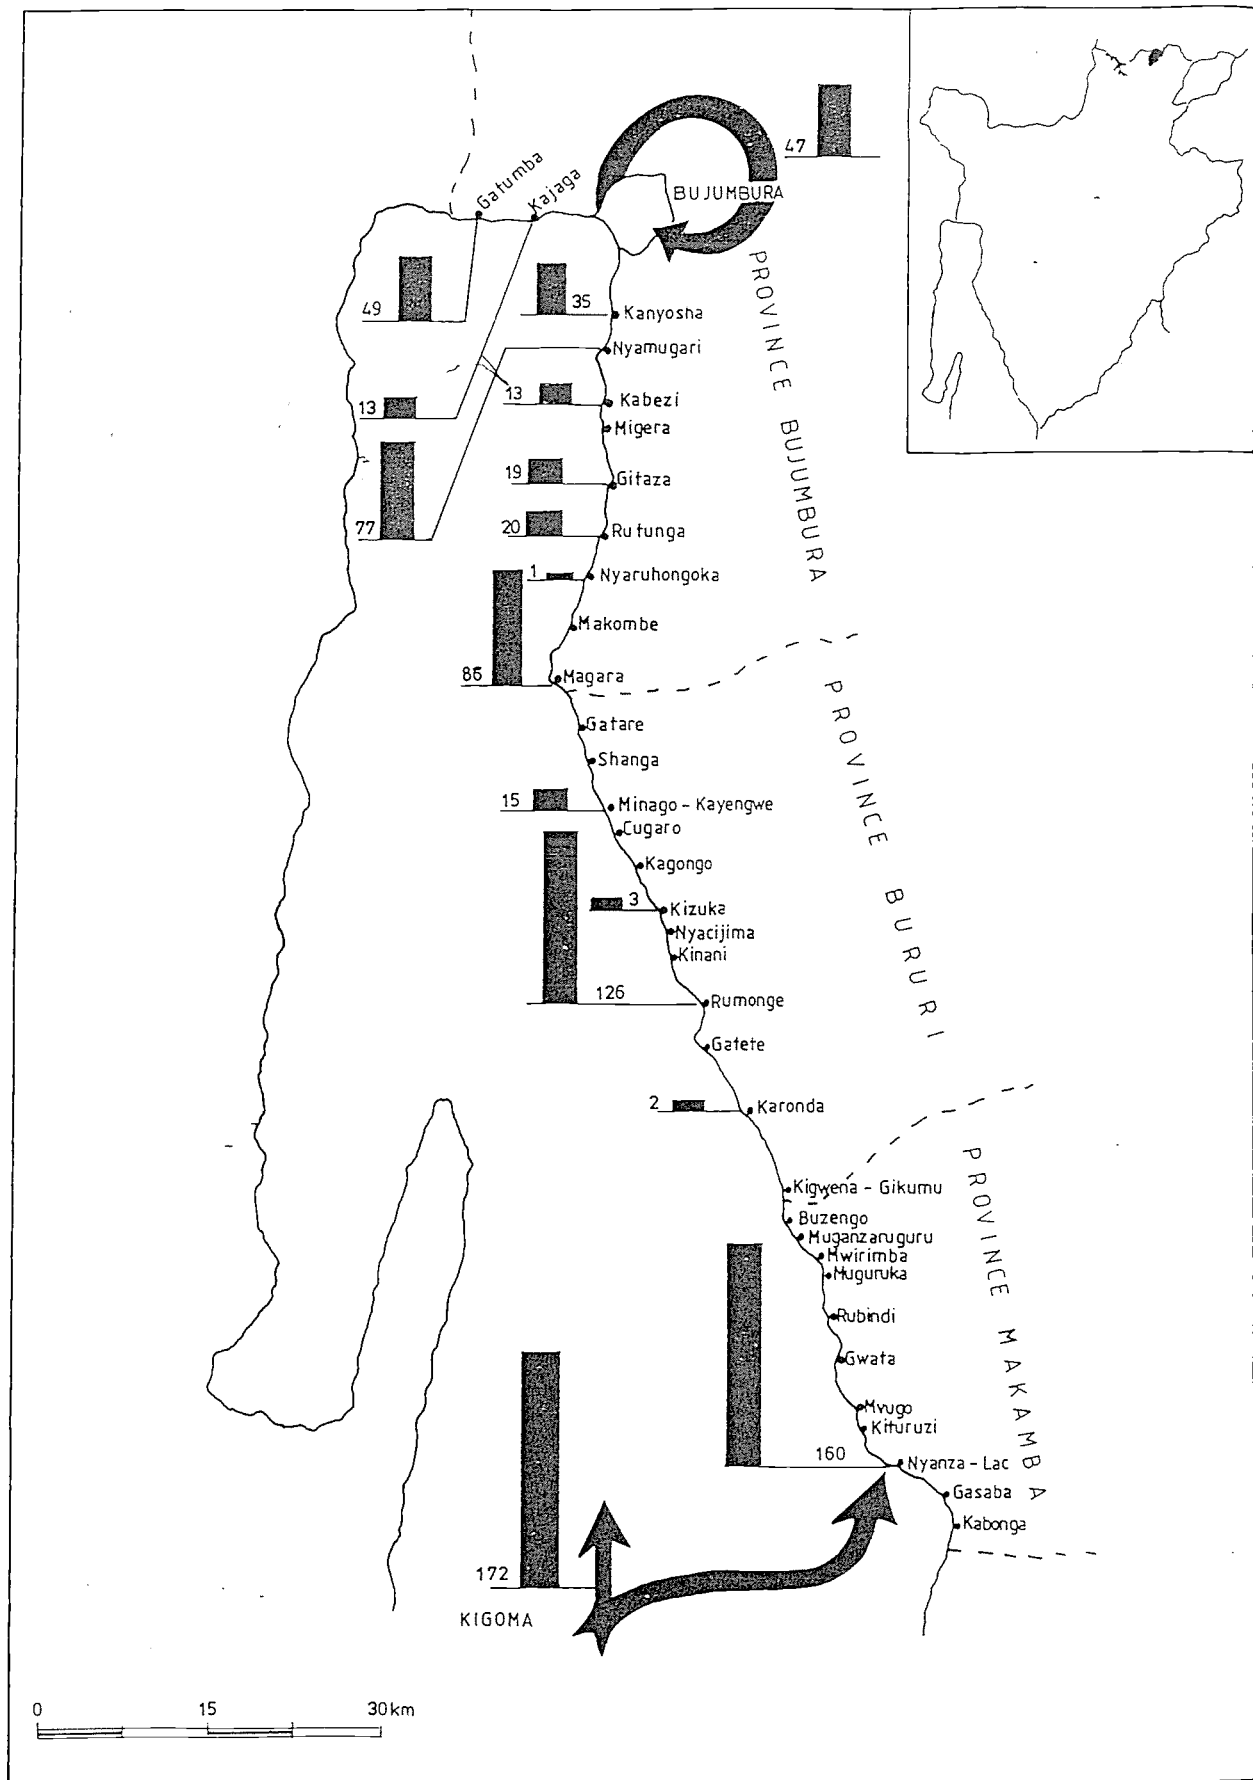 Gatumba
Kajaga
47
BUJUMBURA
49
35
Kanyosha
Nyamugari
13
13
Kabezi
Migera
19
Gitaza
77
20
Rutunga
1
Nyaruhongoka
Makombe
86
Magara
PROVINCE BUJUMBURA
Gatare
Shanga
15
Minago - Kayengwe
Cugaro
Kagongo
3
Kizuka
Nyacijima
Kinani
126
Rumonge
Gatete
PROVINCE BURURI
2
Karonda
Kigwena - Gikumu
Buzengo
Muganzaruguru
Mwirimba
Muguruka
Rubindi
Gwata
Mvugo
Kituruzi
160
Nyanza - Lac
Gasaba
Kabonga
PROVINCE MAKAMBA
172
KIGOMA
0 15 30km